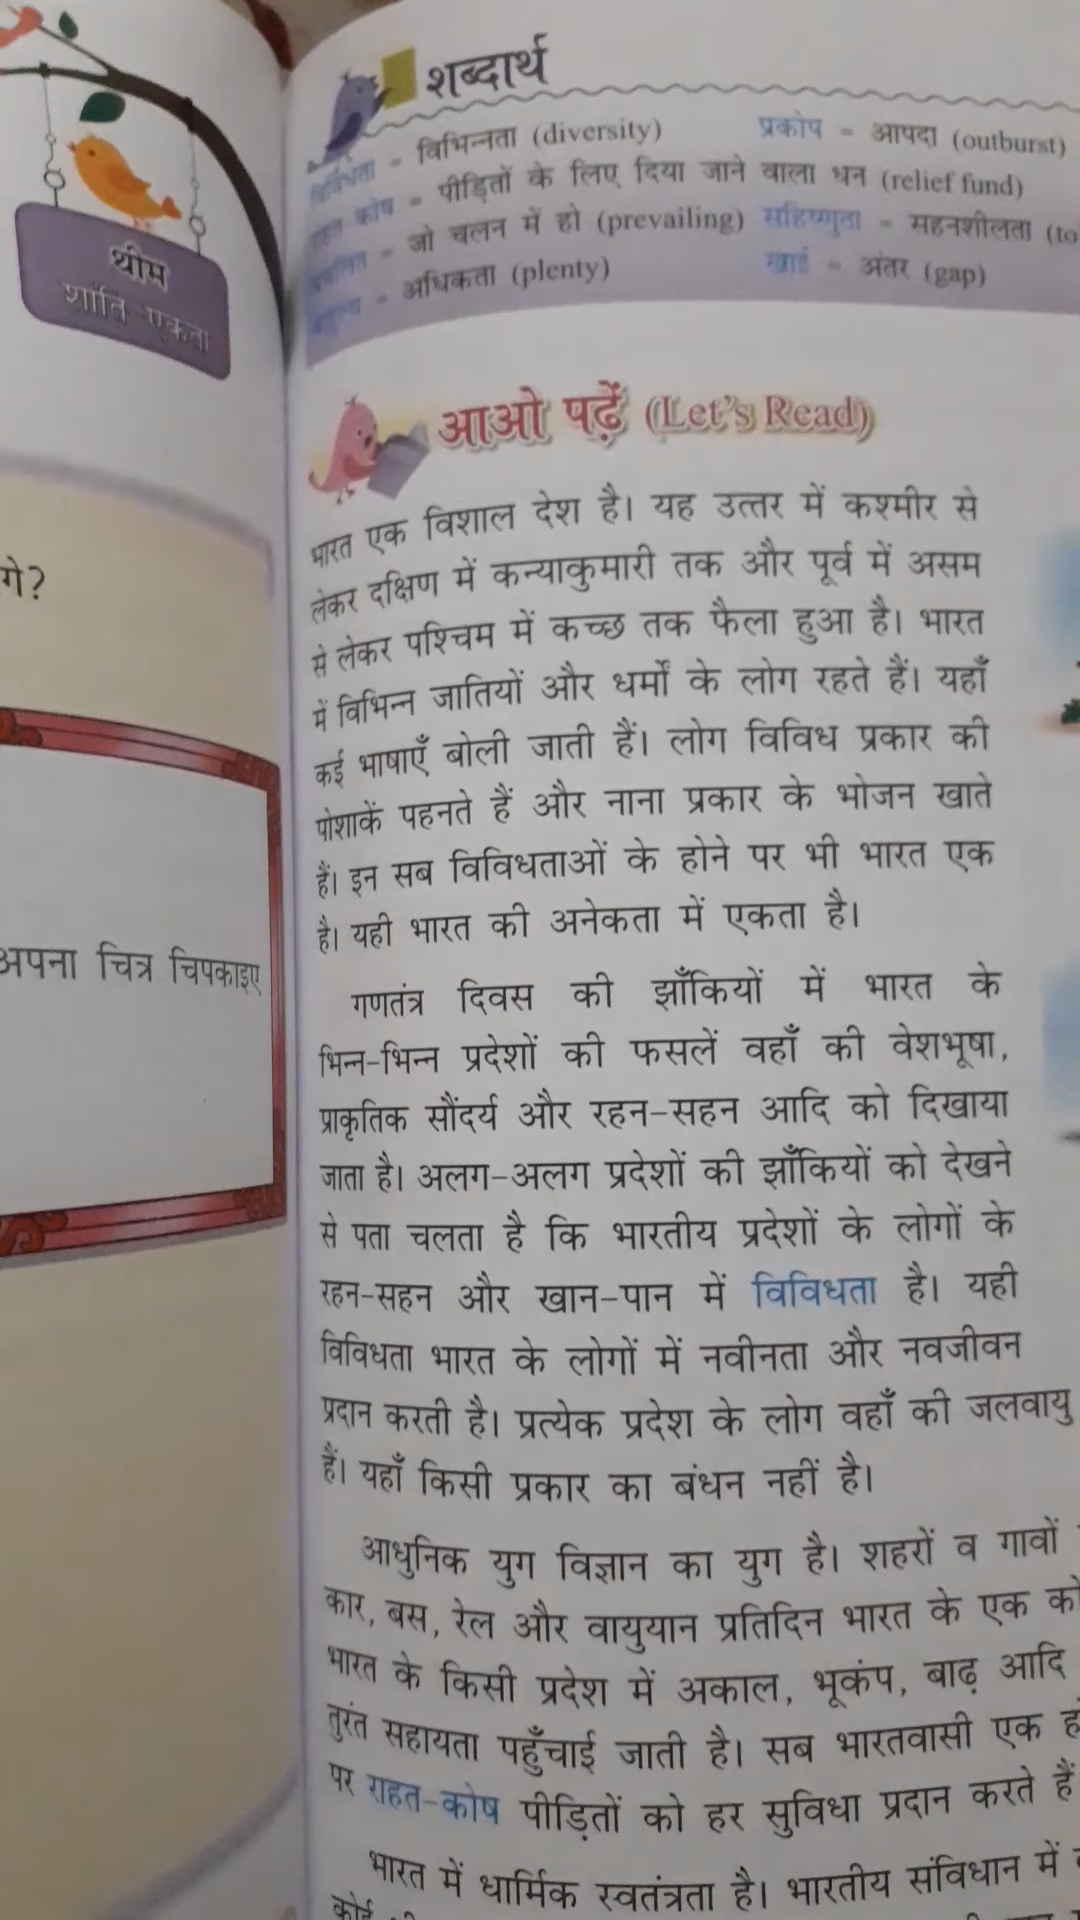 थीम
शांति एकता
गे?
अपना चित्र चिपकाइए
शब्दार्थ
विविधता = विभिन्नता (diversity) प्रकोप = आपदा (outburst)
राहत-कोष = पीड़ितों के लिए दिया जाने वाला धन (relief fund)
प्रचलित = जो चलन में हो (prevailing) सहिष्णुता = सहनशीलता (to
= अधिकता (plenty) खाई = अंतर (gap)
आओ पढ़ें (Let's Read)
भारत एक विशाल देश है। यह उत्तर में कश्मीर से
लेकर दक्षिण में कन्याकुमारी तक और पूर्व में असम
से लेकर पश्चिम में कच्छ तक फैला हुआ है। भारत
में विभिन्न जातियों और धर्मों के लोग रहते हैं। यहाँ
कई भाषाएँ बोली जाती हैं। लोग विविध प्रकार की
पोशाकें पहनते हैं और नाना प्रकार के भोजन खाते
हैं। इन सब विविधताओं के होने पर भी भारत एक
है। यही भारत की अनेकता में एकता है।
गणतंत्र दिवस की झाँकियों में भारत के
भिन्न-भिन्न प्रदेशों की फसलें वहाँ की वेशभूषा,
प्राकृतिक सौंदर्य और रहन-सहन आदि को दिखाया
जाता है। अलग-अलग प्रदेशों की झाँकियों को देखने
से पता चलता है कि भारतीय प्रदेशों के लोगों के
रहन-सहन और खान-पान में विविधता है। यही
विविधता भारत के लोगों में नवीनता और नवजीवन
प्रदान करती है। प्रत्येक प्रदेश के लोग वहाँ की जलवायु
हैं। यहाँ किसी प्रकार का बंधन नहीं है।
आधुनिक युग विज्ञान का युग है। शहरों व गावों
कार, बस, रेल और वायुयान प्रतिदिन भारत के एक को
भारत के किसी प्रदेश में अकाल, भूकंप, बाढ़ आदि
तुरंत सहायता पहुँचाई जाती है। सब भारतवासी एक हो
पर राहत-कोष पीड़ितों को हर सुविधा प्रदान करते हैं
भारत में धार्मिक स्वतंत्रता है। भारतीय संविधान में
कोई